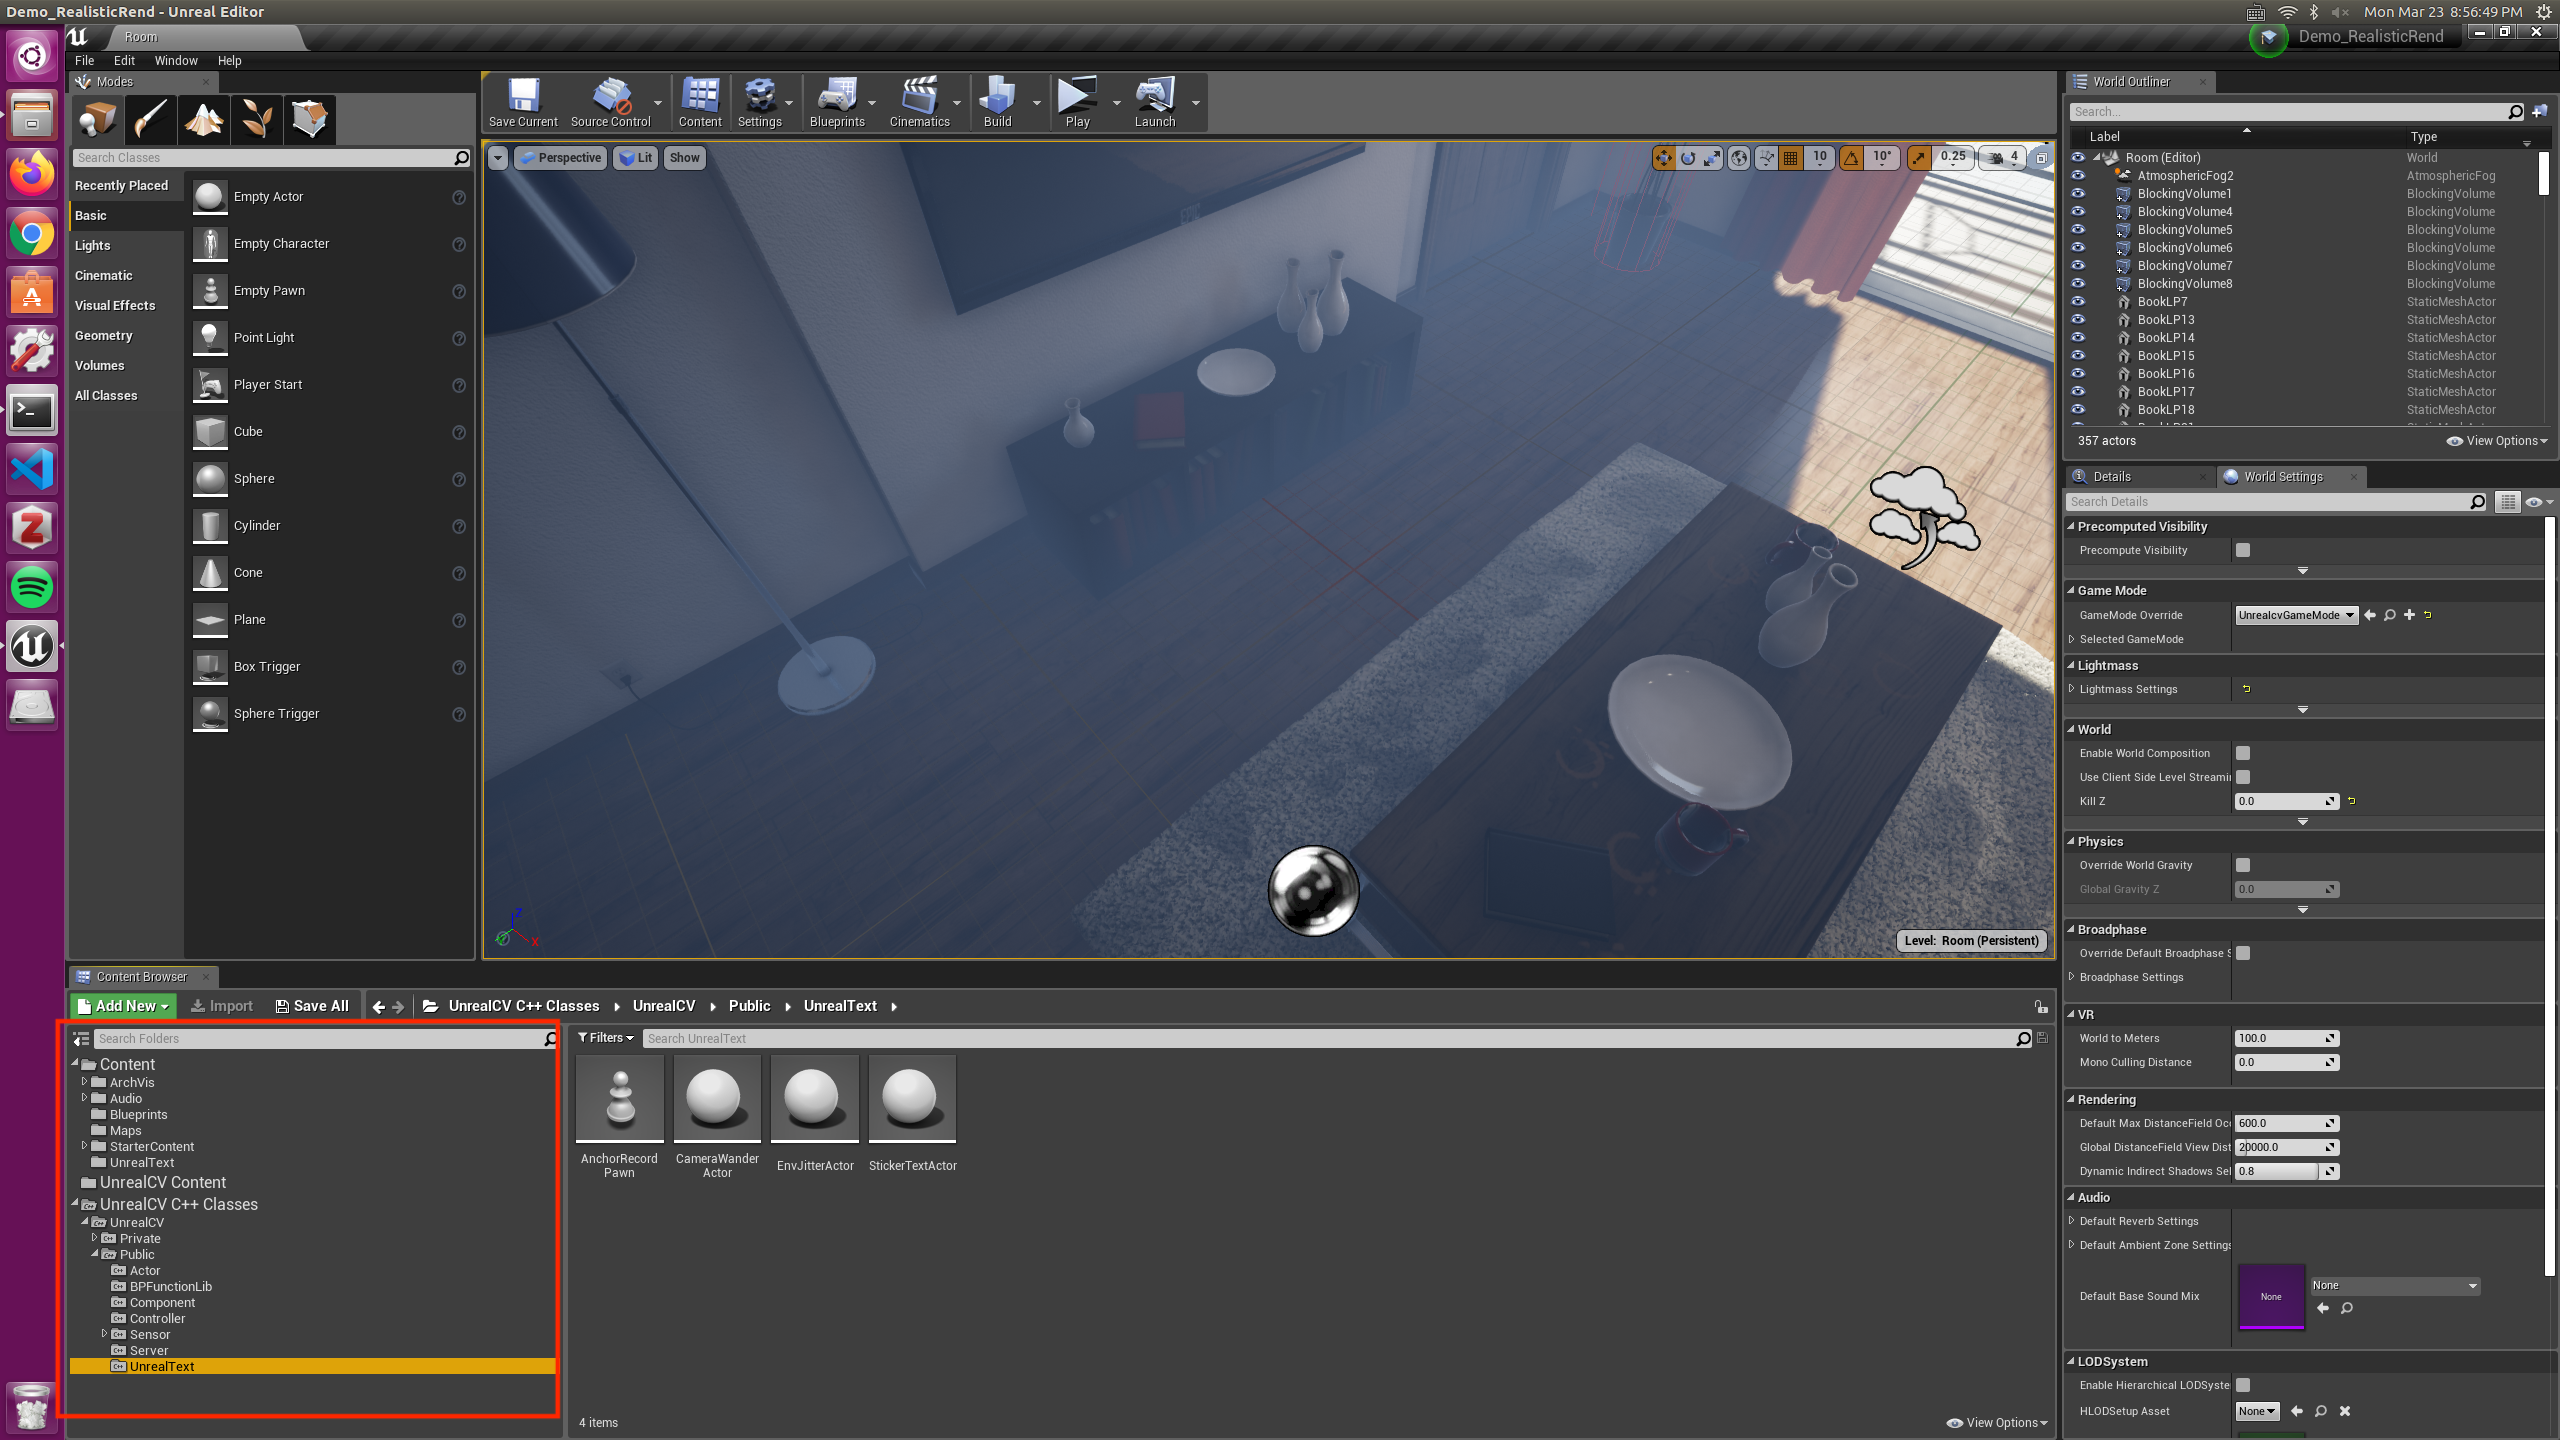 Demo_RealisticRend - Unreal Editor
Mon Mar 23 8:56:49 PM
Room
Demo_RealisticRend
File Edit Window Help
Modes
Save Current
Source Control
Content
Settings
Blueprints
Cinematics
Build
Play
Launch
Search Classes
Recently Placed
Basic
Lights
Cinematic
Visual Effects
Geometry
Volumes
All Classes
Empty Actor
Empty Character
Empty Pawn
Point Light
Player Start
Cube
Sphere
Cylinder
Cone
Plane
Box Trigger
Sphere Trigger
Perspective
Lit
Show
10
10°
0.25
4
Z
X
Level: Room (Persistent)
World Outliner
Search...
Label Type
Room (Editor) World
AtmosphericFog2 AtmosphericFog
BlockingVolume1 BlockingVolume
BlockingVolume4 BlockingVolume
BlockingVolume5 BlockingVolume
BlockingVolume6 BlockingVolume
BlockingVolume7 BlockingVolume
BlockingVolume8 BlockingVolume
BookLP7 StaticMeshActor
BookLP13 StaticMeshActor
BookLP14 StaticMeshActor
BookLP15 StaticMeshActor
BookLP16 StaticMeshActor
BookLP17 StaticMeshActor
BookLP18 StaticMeshActor
357 actors
View Options
Details
World Settings
Search Details
Precomputed Visibility
Precompute Visibility
Game Mode
GameMode Override UnrealcvGameMode
Selected GameMode
Lightmass
Lightmass Settings
World
Enable World Composition
Use Client Side Level Streami
Kill Z 0.0
Physics
Override World Gravity
Global Gravity Z 0.0
Broadphase
Override Default Broadphase S
Broadphase Settings
VR
World to Meters 100.0
Mono Culling Distance 0.0
Rendering
Default Max DistanceField Occ 600.0
Global DistanceField View Dist 20000.0
Dynamic Indirect Shadows Sel 0.8
Audio
Default Reverb Settings
Default Ambient Zone Settings
Default Base Sound Mix None None
LODSystem
Enable Hierarchical LODSyste
HLODSetup Asset None
Content Browser
Add New
Import
Save All
UnrealCV C++ Classes
UnrealCV
Public
UnrealText
Search Folders
Content
ArchVis
Audio
Blueprints
Maps
StarterContent
UnrealText
UnrealCV Content
UnrealCV C++ Classes
UnrealCV
Private
Public
Actor
BPFunctionLib
Component
Controller
Sensor
Server
UnrealText
Filters
Search UnrealText
AnchorRecord
Pawn
CameraWander
Actor
EnvJitterActor
StickerTextActor
4 items
View Options